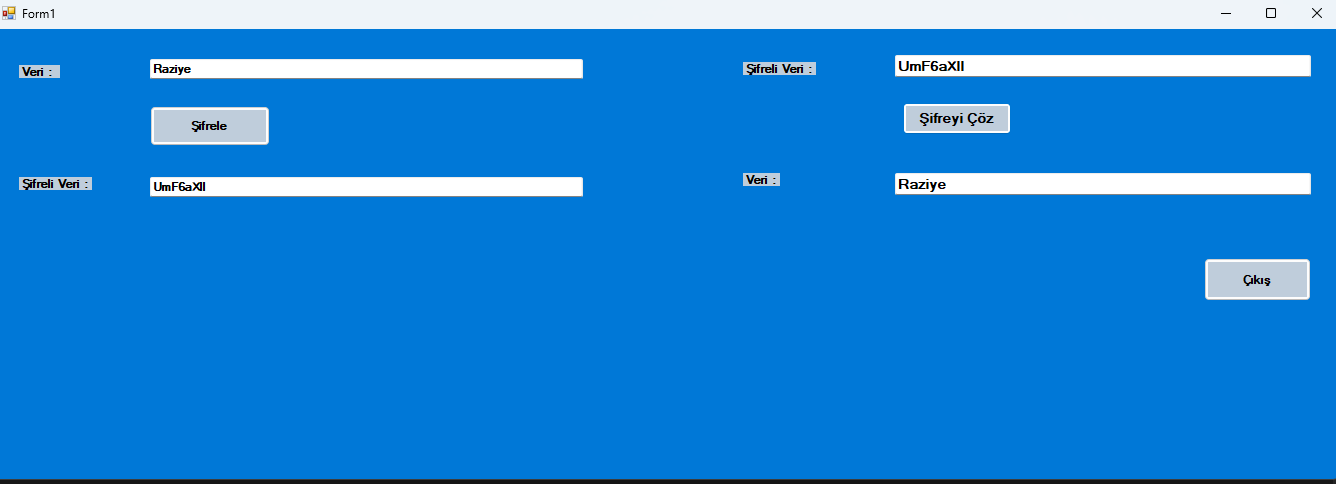 Form1
Veri :
Raziye
Şifrele
Şifreli Veri :
UmF6aXll
Şifreli Veri :
UmF6aXll
Şifreyi Çöz
Veri :
Raziye
Çıkış